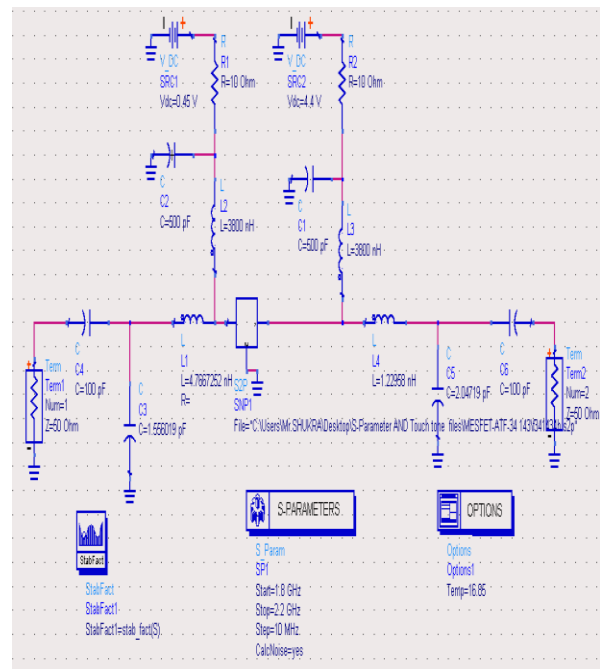 V_DC
SRC1
Vdc=0.45 V
R
R1
R=10 Ohm
V_DC
SRC2
Vdc=4.4 V
R
R2
R=10 Ohm
C
C2
C=500 pF
L
L2
L=3800 nH
C
C1
C=500 pF
L
L3
L=3800 nH
Term
Term1
Num=1
Z=50 Ohm
C
C4
C=100 pF
C
C3
C=1.556019 pF
L
L1
L=4.7667252 nH
R=
S2P
SNP1
L
L4
L=1.22958 nH
C
C5
C=2.04719 pF
C
C6
C=100 pF
Term
Term2
Num=2
Z=50 Ohm
StabFact
StabFact
StabFact1
StabFact1=stab_fact(S)
S-PARAMETERS
S_Param
SP1
Start=1.8 GHz
Stop=2.2 GHz
Step=10 MHz
CalcNoise=yes
OPTIONS
Options
Options1
Temp=16.85